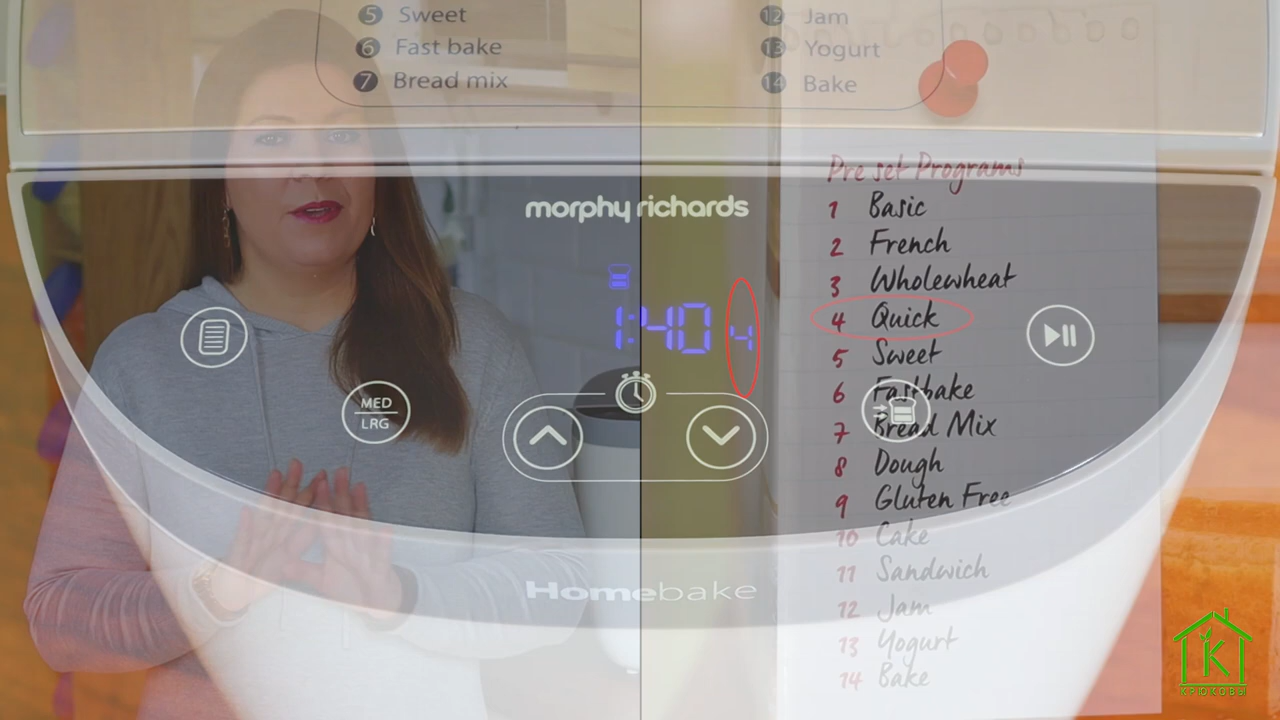 5 Sweet
6 Fast bake
7 Bread mix
12 Jam
13 Yogurt
14 Bake
morphy richards
1:40 4
MED
LRG
Homebake
Pre set Programs
1 Basic
2 French
3 Wholewheat
4 Quick
5 Sweet
6 Fastbake
7 Bread Mix
8 Dough
9 Gluten Free
10 Cake
11 Sandwich
12 Jam
13 Yogurt
14 Bake
К
КРЮКОВЫ